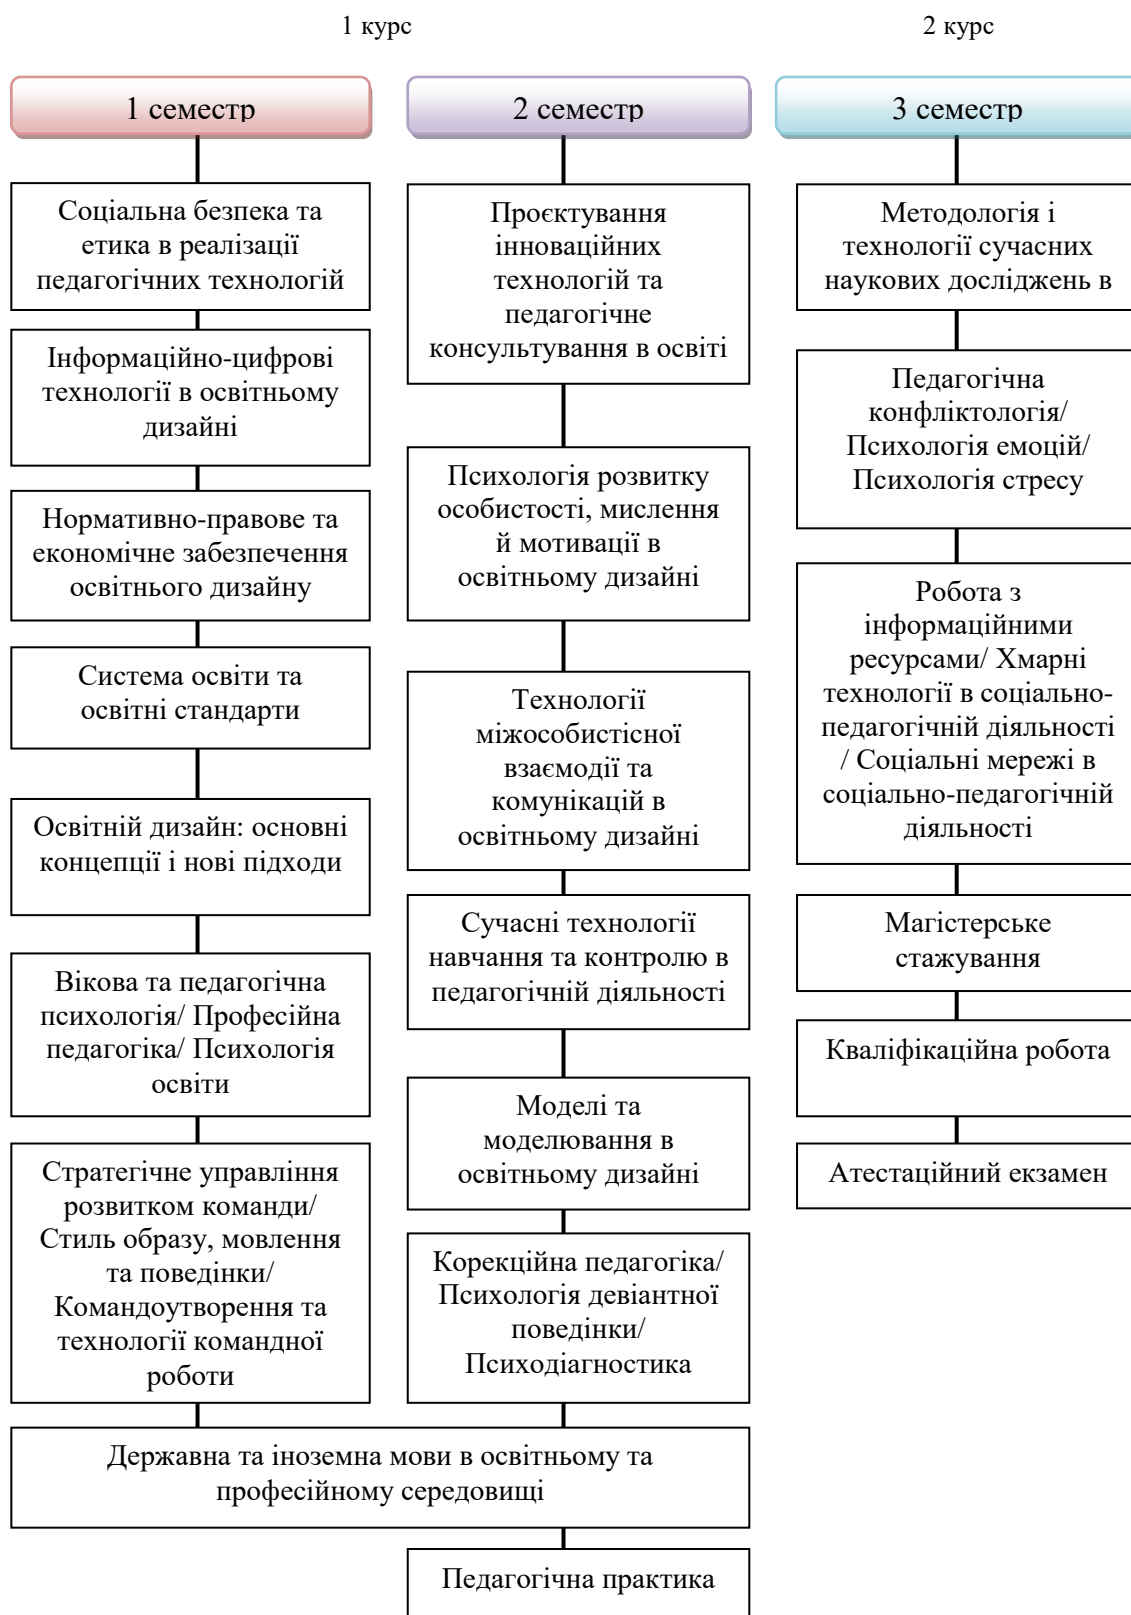 1 курс
2 курс
1 семестр
2 семестр
3 семестр
Соціальна безпека та
етика в реалізації
педагогічних технологій
Інформаційно-цифрові
технології в освітньому
дизайні
Нормативно-правове та
економічне забезпечення
освітнього дизайну
Система освіти та
освітні стандарти
Освітній дизайн: основні
концепції і нові підходи
Вікова та педагогічна
психологія/ Професійна
педагогіка/ Психологія
освіти
Стратегічне управління
розвитком команди/
Стиль образу, мовлення
та поведінки/
Командоутворення та
технології командної
роботи
Проєктування
інноваційних
технологій та
педагогічне
консультування в освіті
Психологія розвитку
особистості, мислення
й мотивації в
освітньому дизайні
Технології
міжособистісної
взаємодії та
комунікацій в
освітньому дизайні
Сучасні технології
навчання та контролю в
педагогічній діяльності
Моделі та
моделювання в
освітньому дизайні
Корекційна педагогіка/
Психологія девіантної
поведінки/
Психодіагностика
Державна та іноземна мови в освітньому та
професійному середовищі
Педагогічна практика
Методологія і
технології сучасних
наукових досліджень в
Педагогічна
конфліктологія/
Психологія емоцій/
Психологія стресу
Робота з
інформаційними
ресурсами/ Хмарні
технології в соціально-
педагогічній діяльності
/ Соціальні мережі в
соціально-педагогічній
діяльності
Магістерське
стажування
Кваліфікаційна робота
Атестаційний екзамен